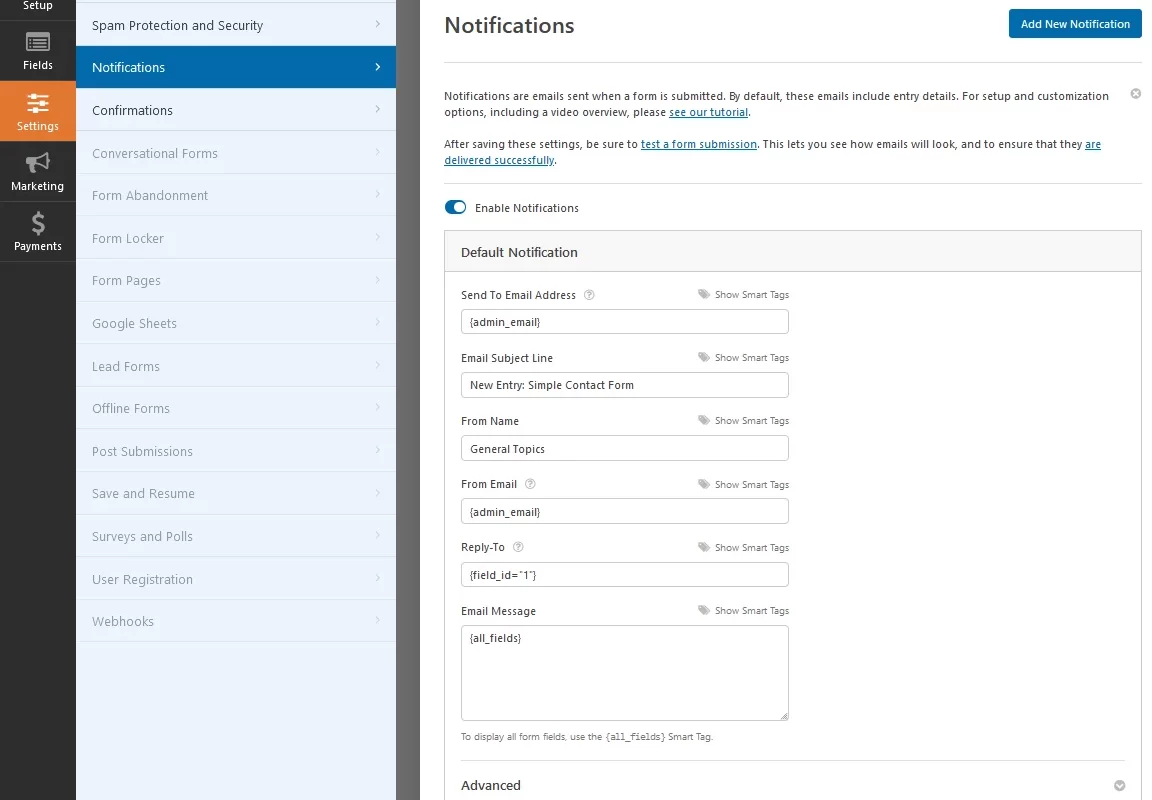 Setup
Fields
Settings
Marketing
Payments
Spam Protection and Security
Notifications
Confirmations
Conversational Forms
Form Abandonment
Form Locker
Form Pages
Google Sheets
Lead Forms
Offline Forms
Post Submissions
Save and Resume
Surveys and Polls
User Registration
Webhooks
Notifications
Add New Notification
Notifications are emails sent when a form is submitted. By default, these emails include entry details. For setup and customization
options, including a video overview, please see our tutorial.
After saving these settings, be sure to test a form submission. This lets you see how emails will look, and to ensure that they are
delivered successfully.
Enable Notifications
Default Notification
Send To Email Address ? Show Smart Tags
{admin_email}
Email Subject Line Show Smart Tags
New Entry: Simple Contact Form
From Name Show Smart Tags
General Topics
From Email ? Show Smart Tags
{admin_email}
Reply-To ? Show Smart Tags
{field_id="1"}
Email Message Show Smart Tags
{all_fields}
To display all form fields, use the {all_fields} Smart Tag.
Advanced